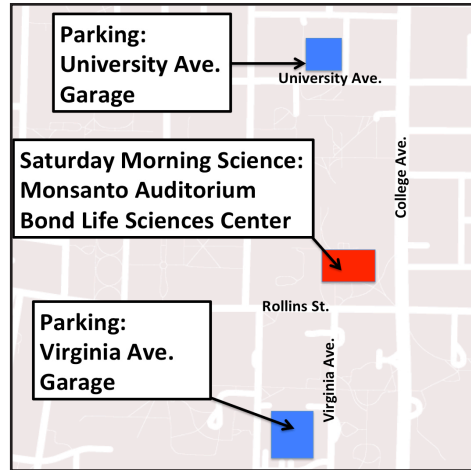 Parking:
University Ave.
Garage
University Ave.
College Ave.
Saturday Morning Science:
Monsanto Auditorium
Bond Life Sciences Center
Rollins St.
Parking:
Virginia Ave.
Garage
Virginia Ave.